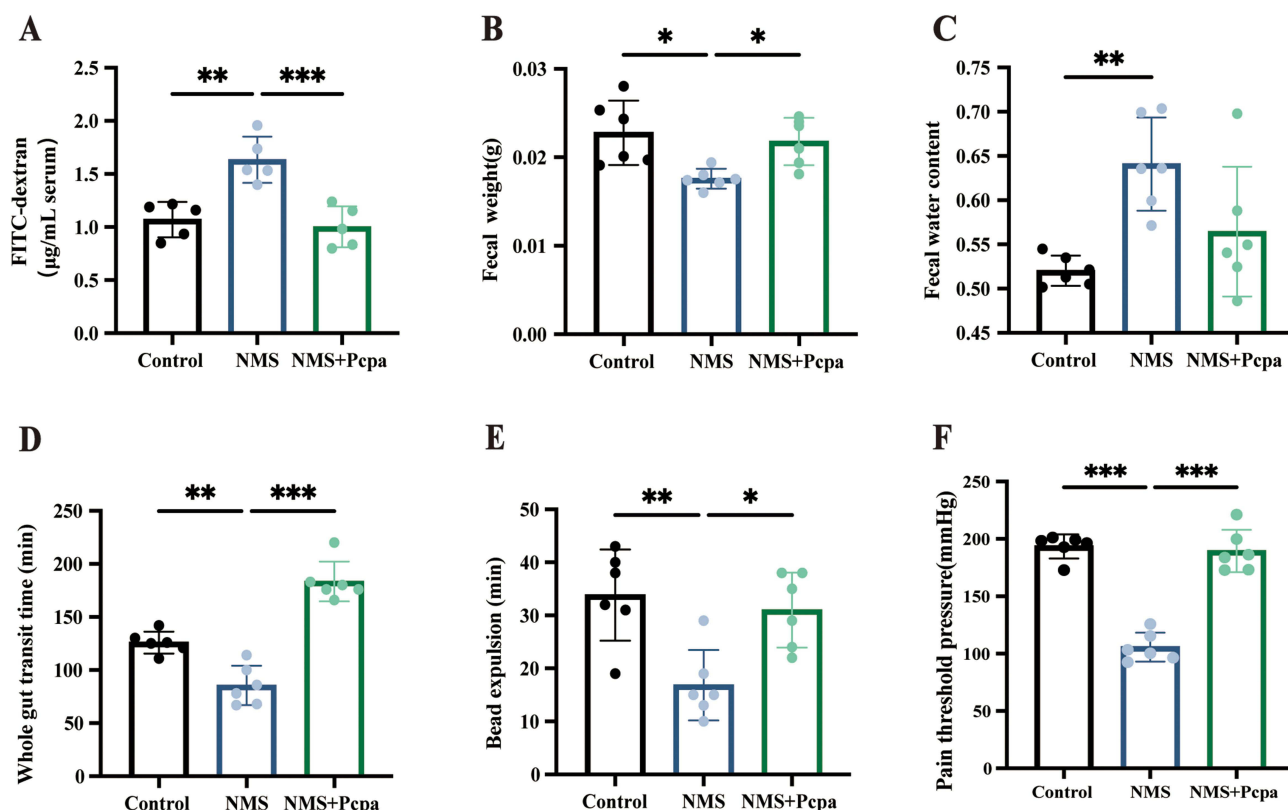 A
FITC-dextran
(μg/mL serum)
2.5
2.0
1.5
1.0
0.5
0.0
** ***
Control NMS NMS+Pcpa
B
Fecal weight(g)
0.03
0.02
0.01
0.00
* *
Control NMS NMS+Pcpa
C
Fecal water content
0.75
0.70
0.65
0.60
0.55
0.50
0.45
**
Control NMS NMS+Pcpa
D
Whole gut transit time (min)
250
200
150
100
50
0
** ***
Control NMS NMS+Pcpa
E
Bead expulsion (min)
50
40
30
20
10
0
** *
Control NMS NMS+Pcpa
F
Pain threshold pressure(mmHg)
250
200
150
100
50
0
*** ***
Control NMS NMS+Pcpa